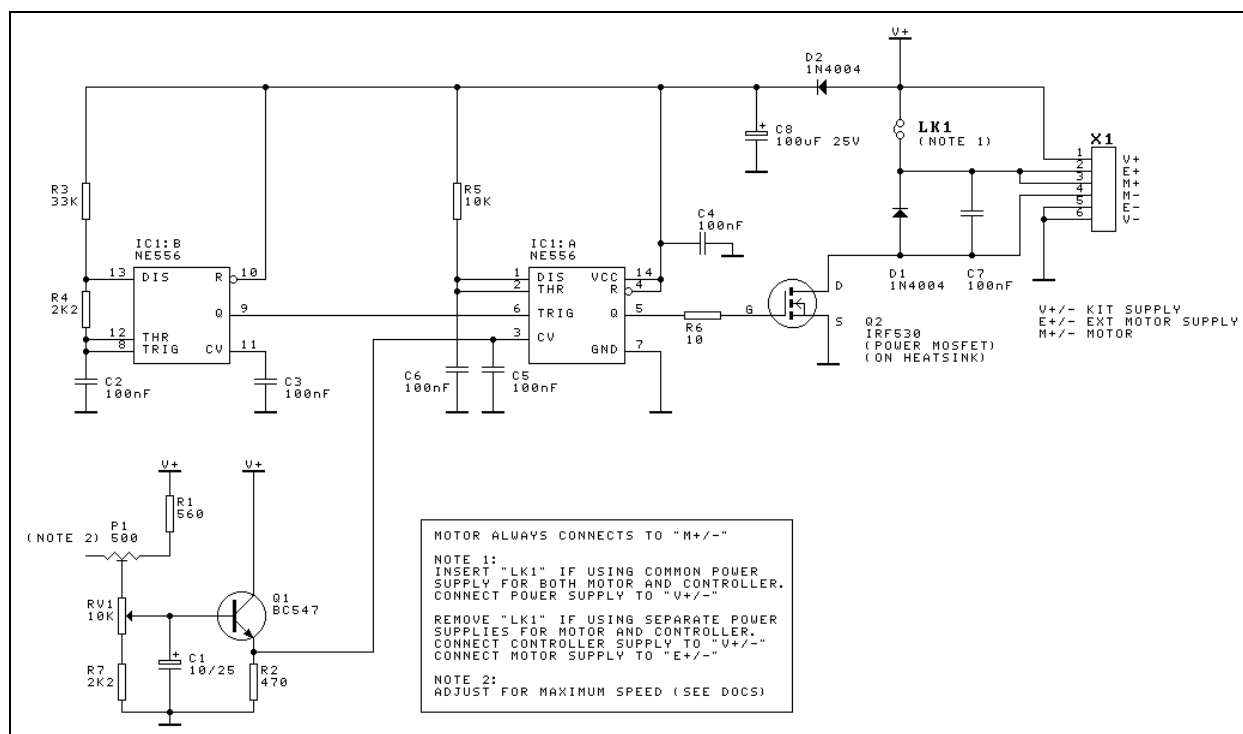 V+
D2
1N4004
C8
100uF 25V
LK1
(NOTE 1)
X1
1 V+
2 E+
3 M+
4 M-
5 E-
6 V-
R3
33K
R5
10K
C4
100nF
IC1:B
NE556
13 DIS R 10
R4
2K2
Q 9
12 THR
8 TRIG CV 11
C2
100nF
C3
100nF
IC1:A
NE556
1 DIS VCC 14
2 THR R 4
6 TRIG Q 5
3 CV
GND 7
C6
100nF
C5
100nF
R6
10
G
D
S
Q2
IRF530
(POWER MOSFET)
(ON HEATSINK)
D1
1N4004
C7
100nF
V+/- KIT SUPPLY
E+/- EXT MOTOR SUPPLY
M+/- MOTOR
V+
V+
R1
560
P1
(NOTE 2) 500
RV1
10K
Q1
BC547
C1
10/25
R7
2K2
R2
470
MOTOR ALWAYS CONNECTS TO "M+/-"
NOTE 1:
INSERT "LK1" IF USING COMMON POWER
SUPPLY FOR BOTH MOTOR AND CONTROLLER.
CONNECT POWER SUPPLY TO "V+/-"
REMOVE "LK1" IF USING SEPARATE POWER
SUPPLIES FOR MOTOR AND CONTROLLER.
CONNECT CONTROLLER SUPPLY TO "V+/-"
CONNECT MOTOR SUPPLY TO "E+/-"
NOTE 2:
ADJUST FOR MAXIMUM SPEED (SEE DOCS)